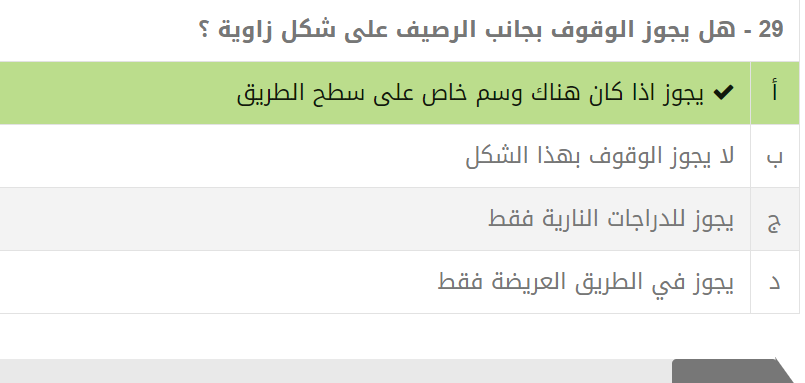 29 - هل يجوز الوقوف بجانب الرصيف على شكل زاوية ؟
أ ✔ يجوز اذا كان هناك وسم خاص على سطح الطريق
ب لا يجوز الوقوف بهذا الشكل
ج يجوز للدراجات النارية فقط
د يجوز في الطريق العريضة فقط